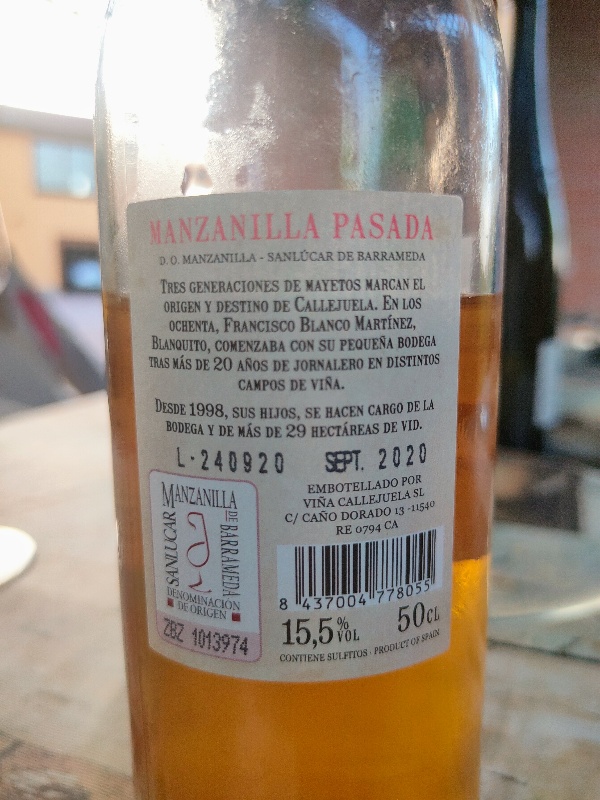 MANZANILLA PASADA
D.O. MANZANILLA - SANLÚCAR DE BARRAMEDA
TRES GENERACIONES DE MAYETOS MARCAN EL
ORIGEN Y DESTINO DE CALLEJUELA. EN LOS
OCHENTA, FRANCISCO BLANCO MARTÍNEZ,
BLANQUITO, COMENZABA CON SU PEQUEÑA BODEGA
TRAS MÁS DE 20 AÑOS DE JORNALERO EN DISTINTOS
CAMPOS DE VIÑA.
DESDE 1998, SUS HIJOS, SE HACEN CARGO DE LA
BODEGA Y DE MÁS DE 29 HECTÁREAS DE VID.
L-240920 SEPT. 2020
MANZANILLA
DE BARRAMEDA
SANLUCAR
DENOMINACIÓN
DE ORIGEN
ZBZ 1013974
EMBOTELLADO POR
VIÑA CALLEJUELA SL
C/ CAÑO DORADO 13 -11540
RE 0794 CA
8 437004 778055
15,5% VOL 50CL
CONTIENE SULFITOS · PRODUCT OF SPAIN